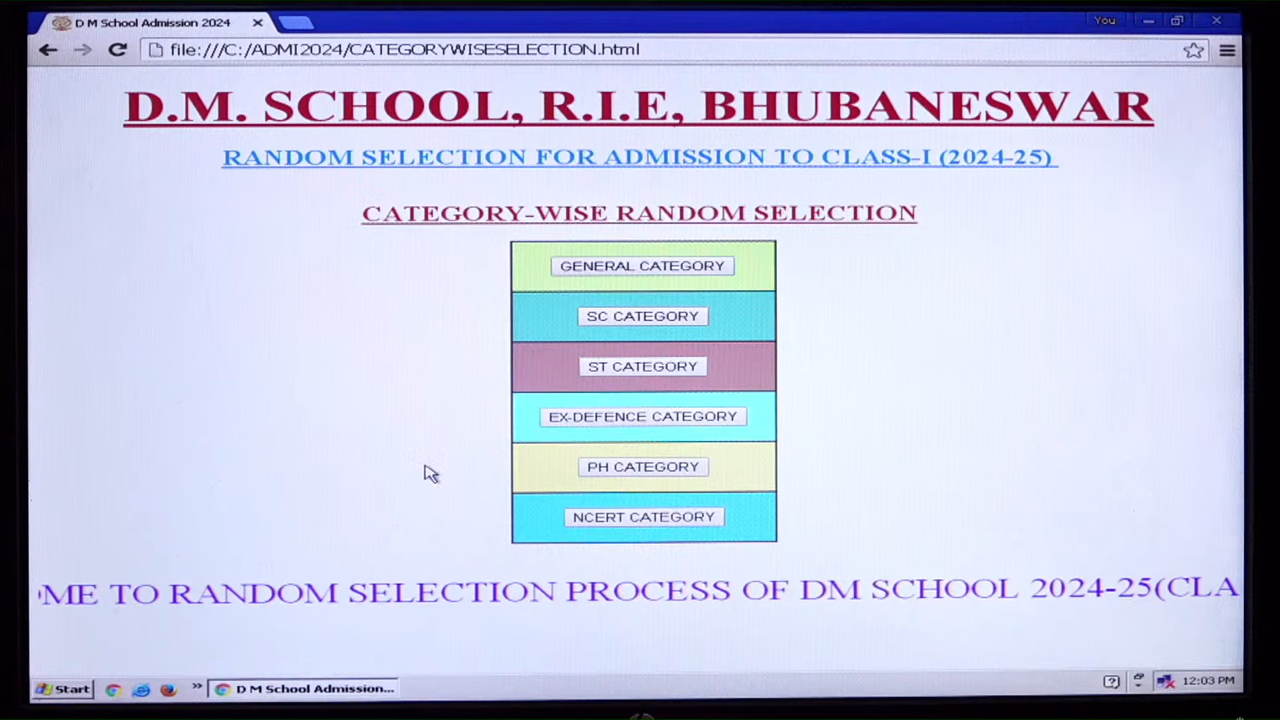 D M School Admission 2024
You
file:///C:/ADMI2024/CATEGORYWISESELECTION.html
D.M. SCHOOL, R.I.E, BHUBANESWAR
RANDOM SELECTION FOR ADMISSION TO CLASS-I (2024-25)
CATEGORY-WISE RANDOM SELECTION
GENERAL CATEGORY
SC CATEGORY
ST CATEGORY
EX-DEFENCE CATEGORY
PH CATEGORY
NCERT CATEGORY
OME TO RANDOM SELECTION PROCESS OF DM SCHOOL 2024-25(CLA
Start
D M School Admission...
12:03 PM